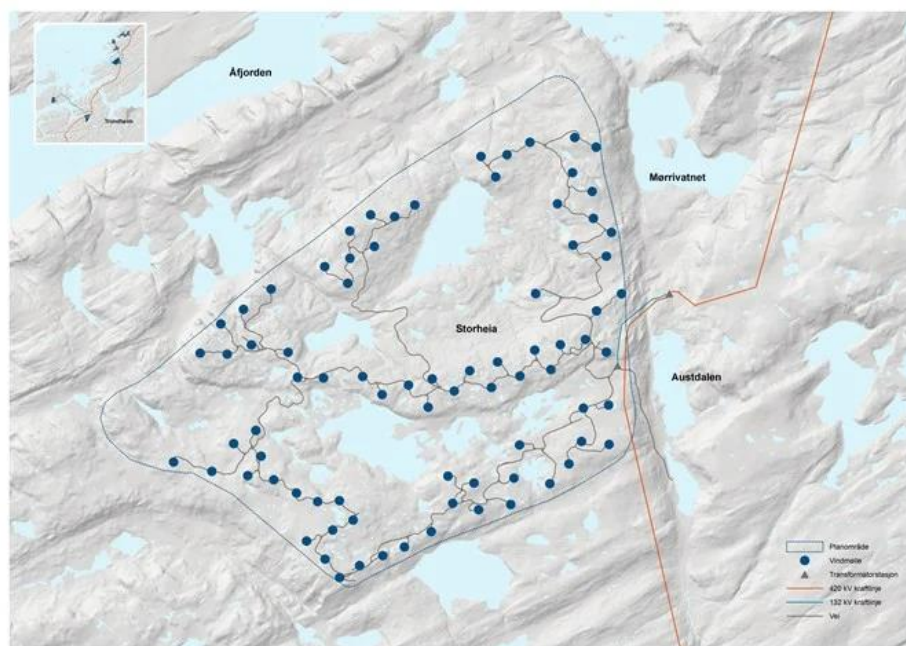 Åfjorden
Trondheim
Mørrivatnet
Storheia
Austdalen
Planområde
Vindmølle
Transformatorstasjon
420 kV kraftlinje
132 kV kraftlinje
Vei